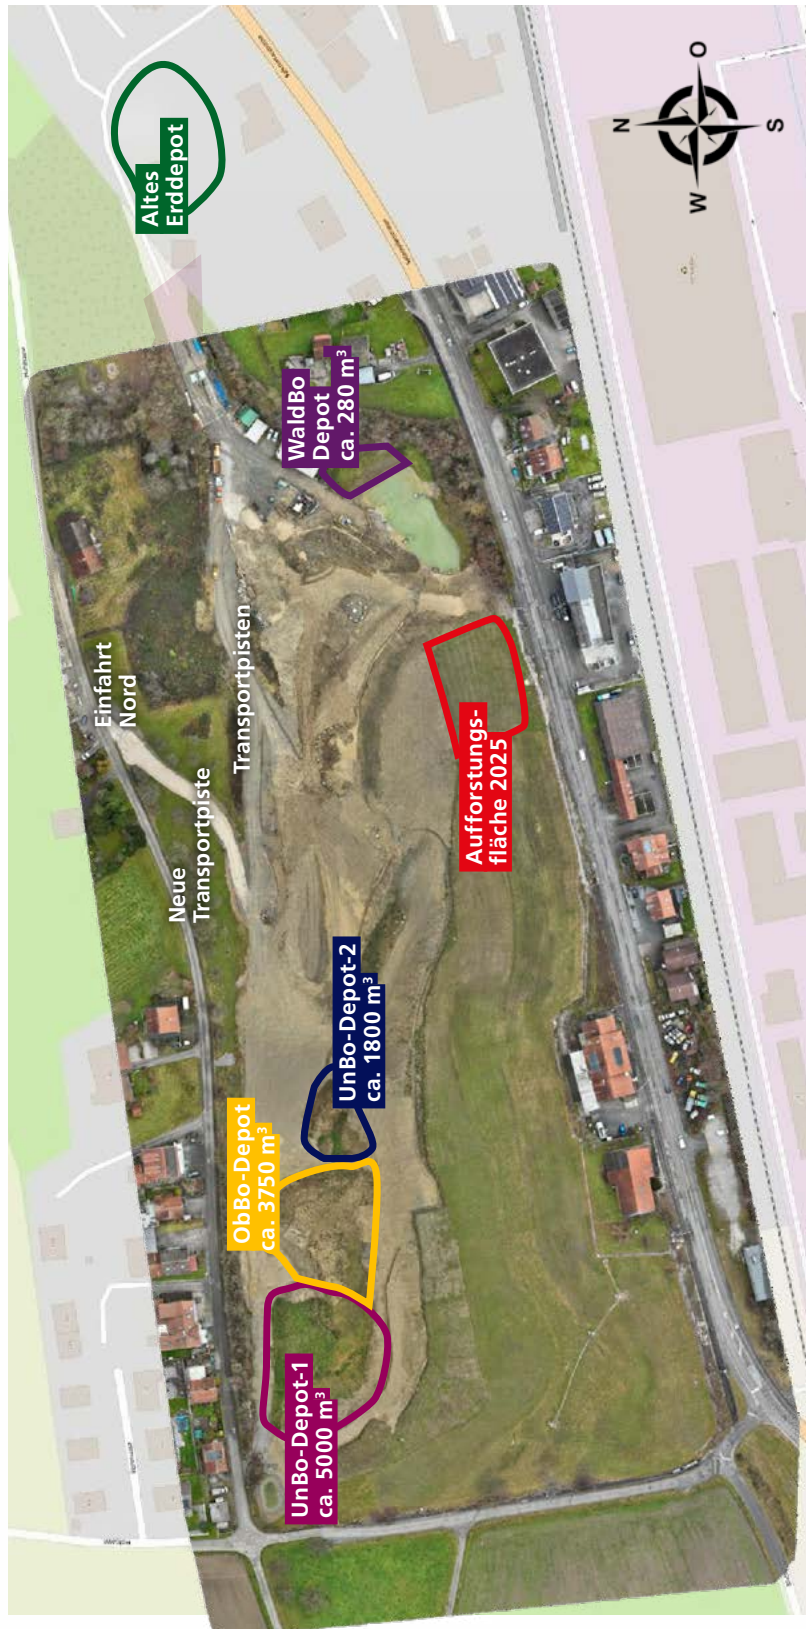 Altes
Erddepot
N
O
S
W
WaldBo
Depot
ca. 280 m³
Einfahrt
Nord
Transportpisten
Neue
Transportpiste
Aufforstungs-
fläche 2025
UnBo-Depot-2
ca. 1800 m³
ObBo-Depot
ca. 3750 m³
UnBo-Depot-1
ca. 5000 m³